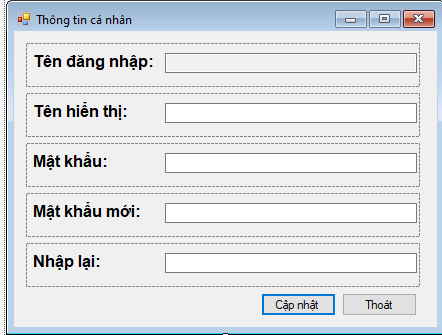 Thông tin cá nhân
Tên đăng nhập:
Tên hiển thị:
Mật khẩu:
Mật khẩu mới:
Nhập lại:
Cập nhật Thoát